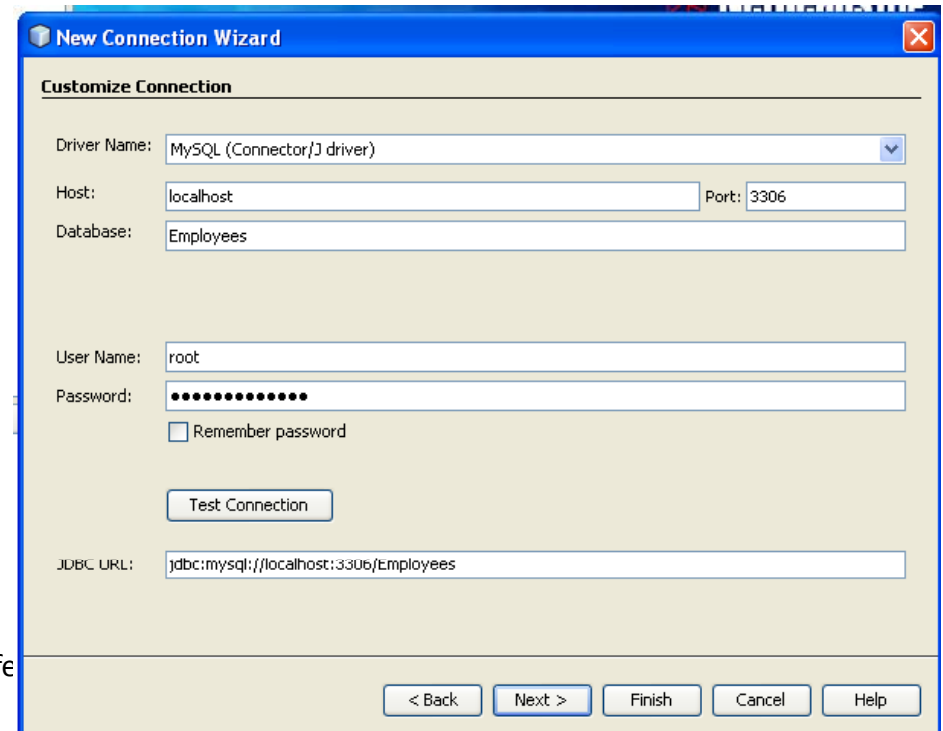 New Connection Wizard
Customize Connection
Driver Name: MySQL (Connector/J driver)
Host: localhost Port: 3306
Database: Employees
User Name: root
Password: ●●●●●●●●●●●●●
Remember password
Test Connection
JDBC URL: jdbc:mysql://localhost:3306/Employees
fe
< Back Next > Finish Cancel Help